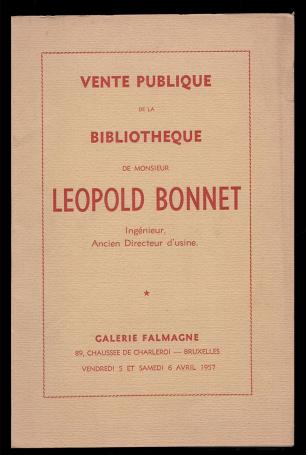 VENTE PUBLIQUE
DE LA
BIBLIOTHEQUE
DE MONSIEUR
LEOPOLD BONNET
Ingénieur,
Ancien Directeur d'usine.
GALERIE FALMAGNE
89, CHAUSSEE DE CHARLEROI — BRUXELLES
VENDREDI 5 ET SAMEDI 6 AVRIL 1957